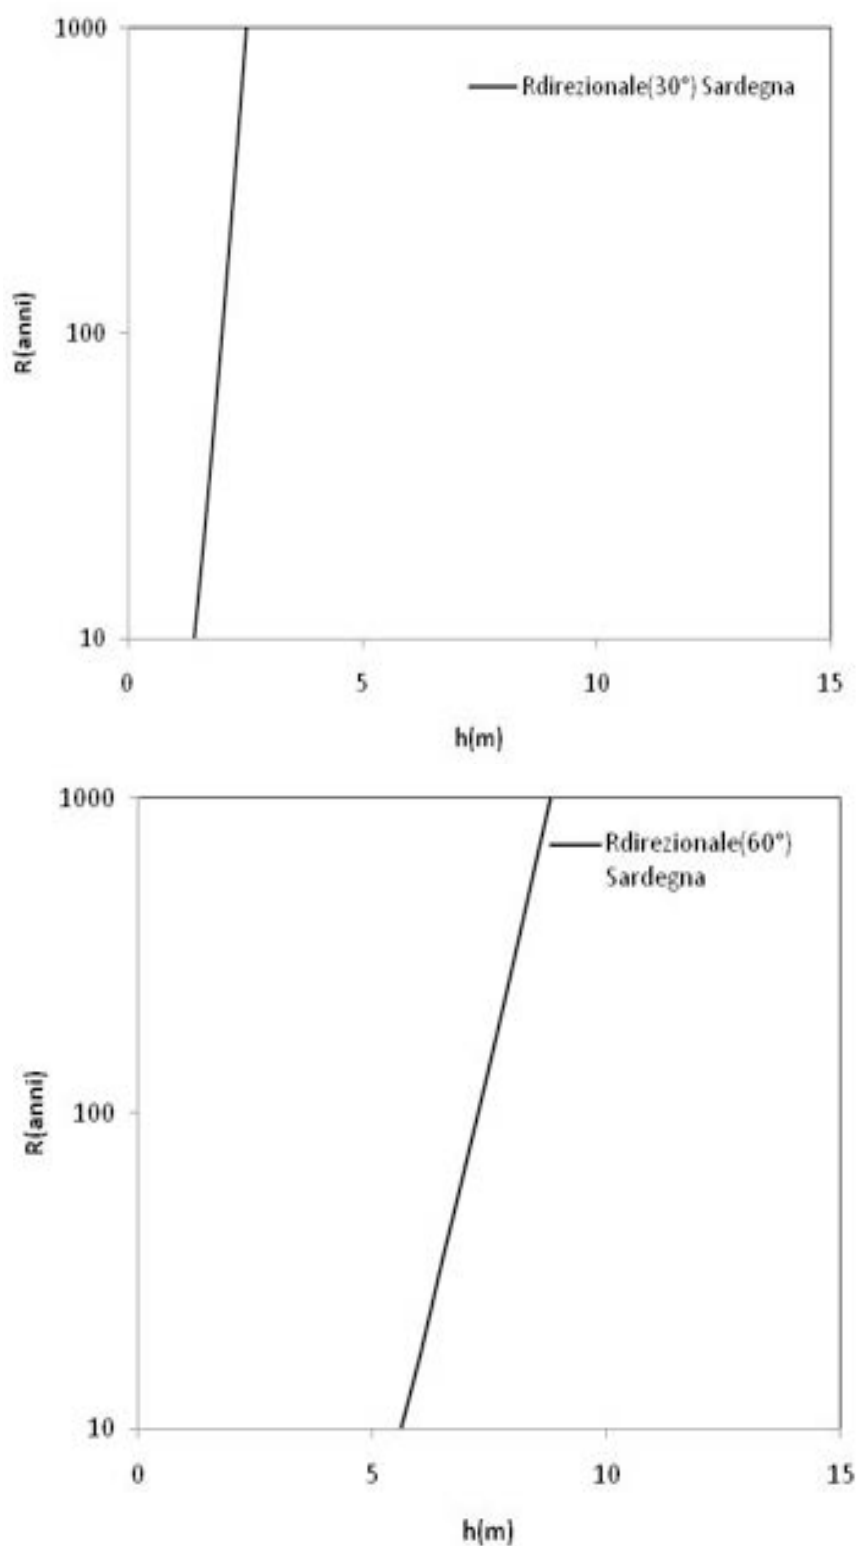 1000
Rdirezionale(30°) Sardegna
R(anni)
100
10
0 5 10 15
h(m)
1000
Rdirezionale(60°)
Sardegna
R(anni)
100
10
0 5 10 15
h(m)